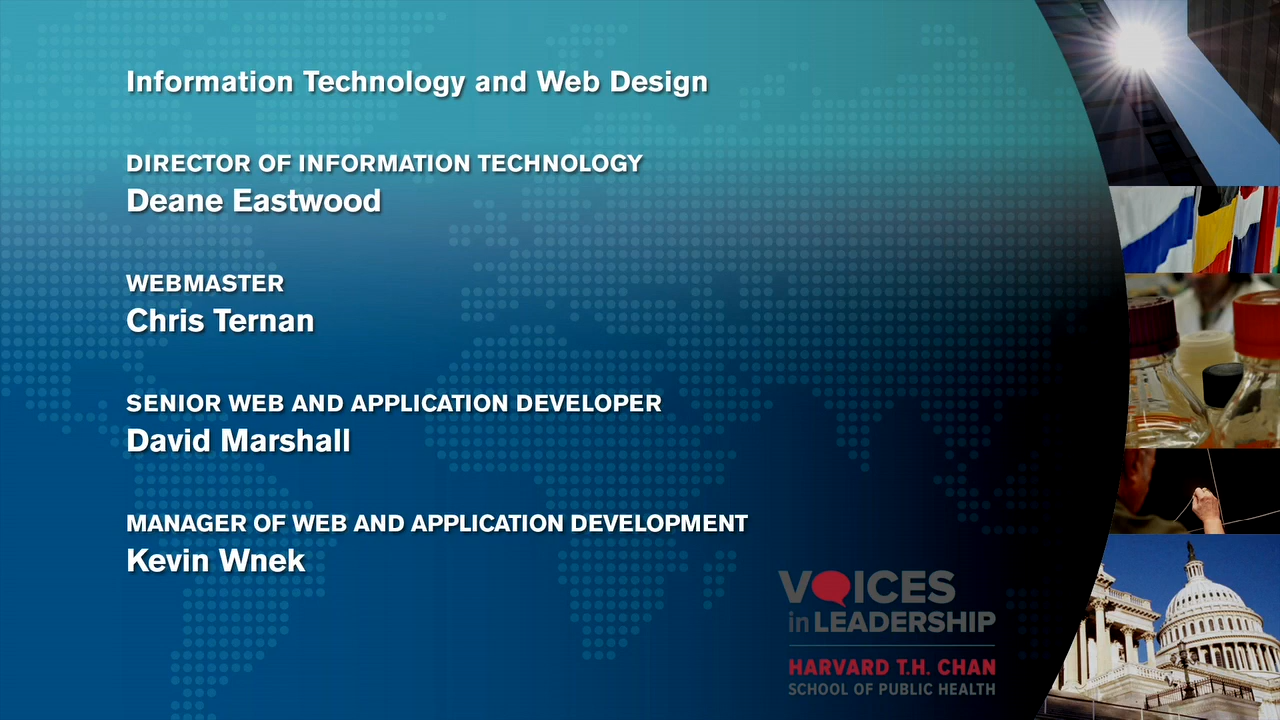 Information Technology and Web Design
DIRECTOR OF INFORMATION TECHNOLOGY
Deane Eastwood
WEBMASTER
Chris Ternan
SENIOR WEB AND APPLICATION DEVELOPER
David Marshall
MANAGER OF WEB AND APPLICATION DEVELOPMENT
Kevin Wnek
VOICES
in LEADERSHIP
HARVARD T.H. CHAN
SCHOOL OF PUBLIC HEALTH